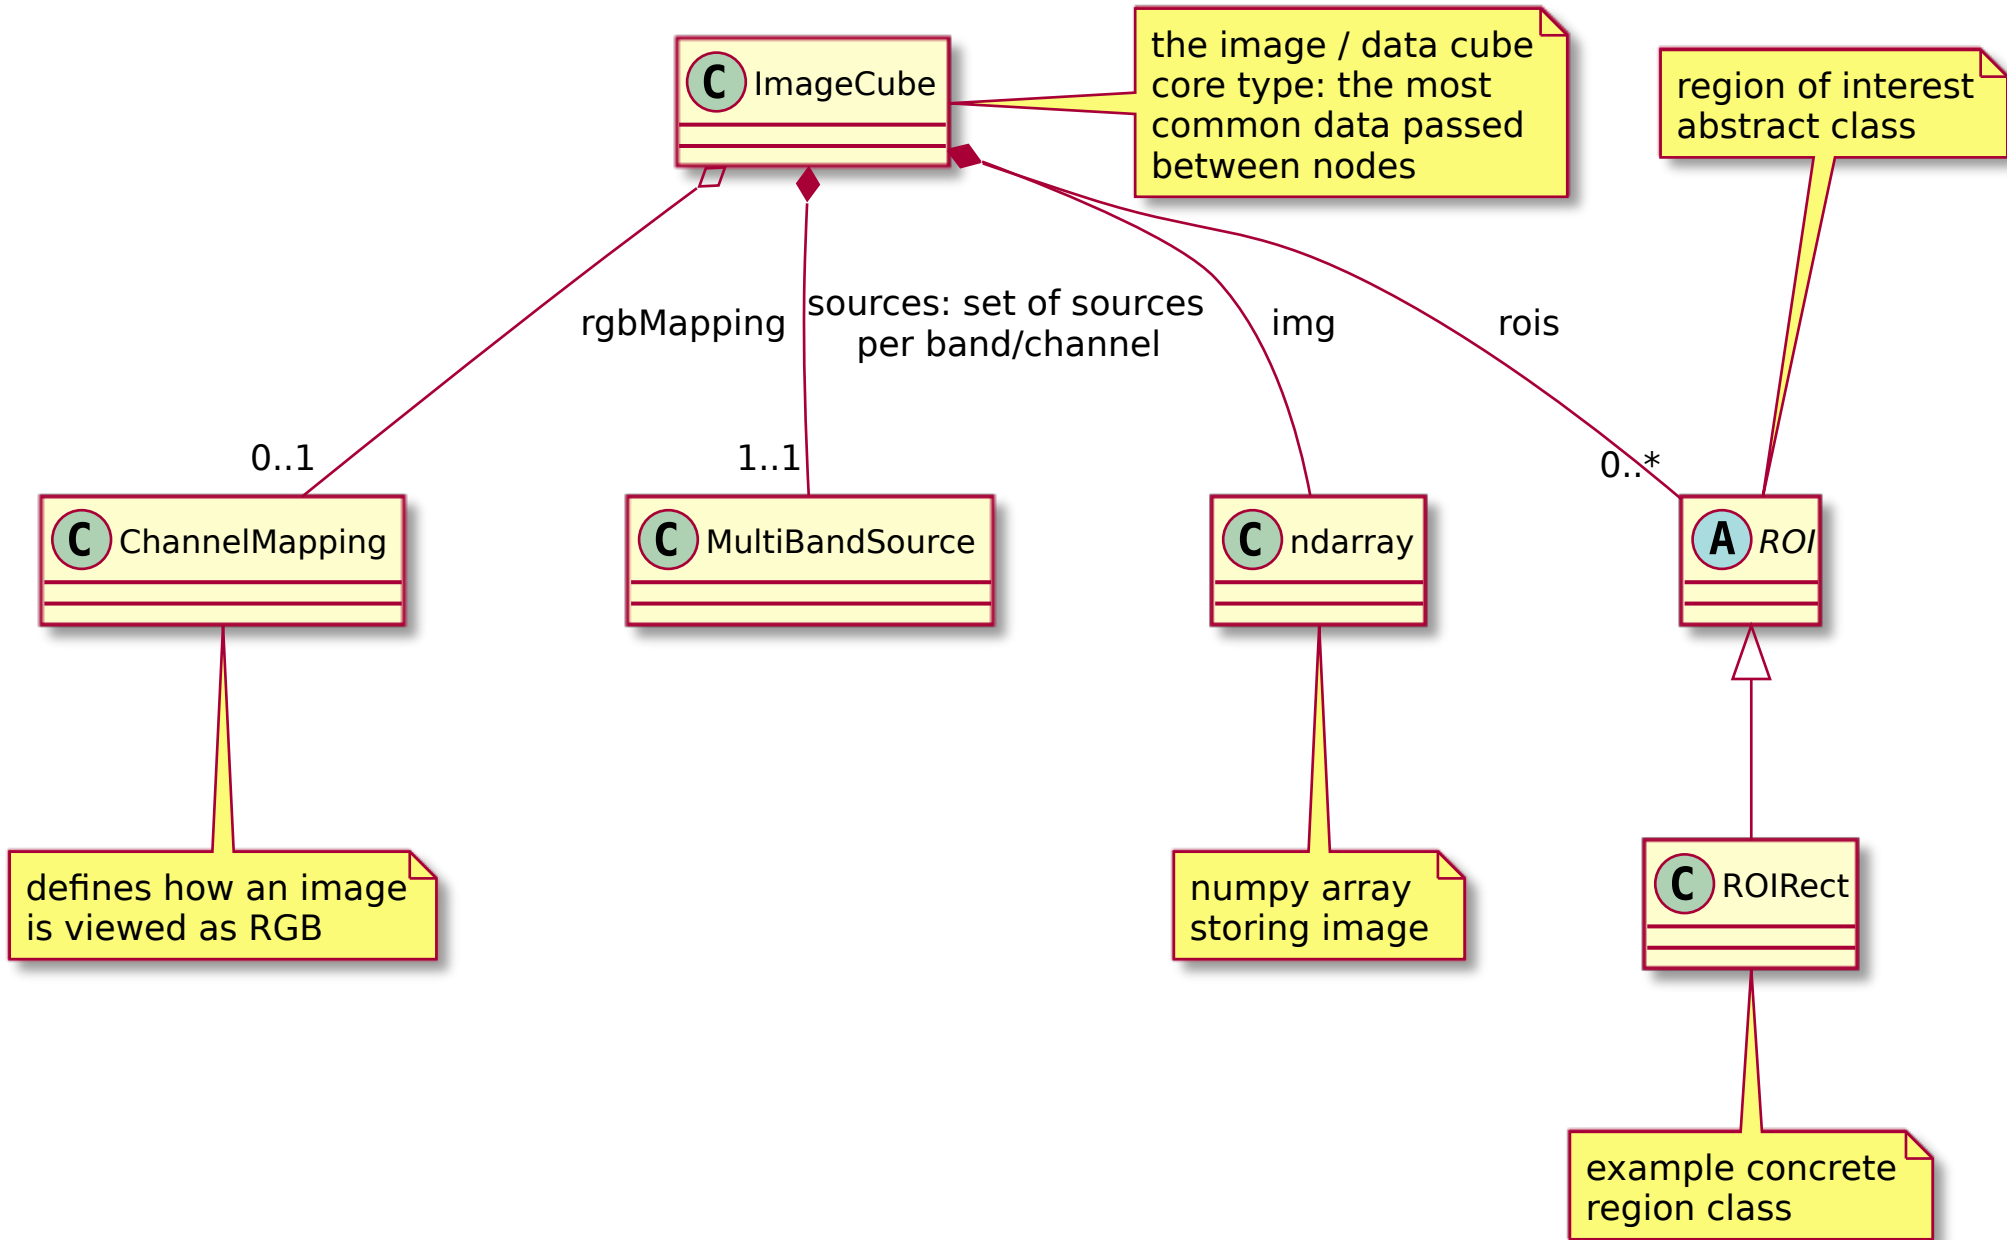 C ImageCube
the image / data cube
core type: the most
common data passed
between nodes
region of interest
abstract class
rgbMapping
sources: set of sources
per band/channel
img
rois
0..1
1..1
0..*
C ChannelMapping
C MultiBandSource
C ndarray
A ROI
defines how an image
is viewed as RGB
numpy array
storing image
C ROIRect
example concrete
region class